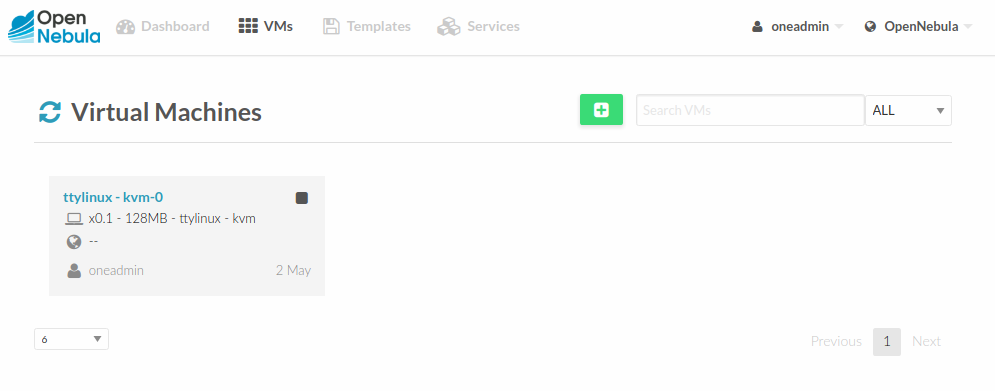 Open Nebula Dashboard VMs Templates Services oneadmin OpenNebula
Virtual Machines Search VMs ALL
ttylinux - kvm-0
x0.1 - 128MB - ttylinux - kvm
--
oneadmin 2 May
6 Previous 1 Next